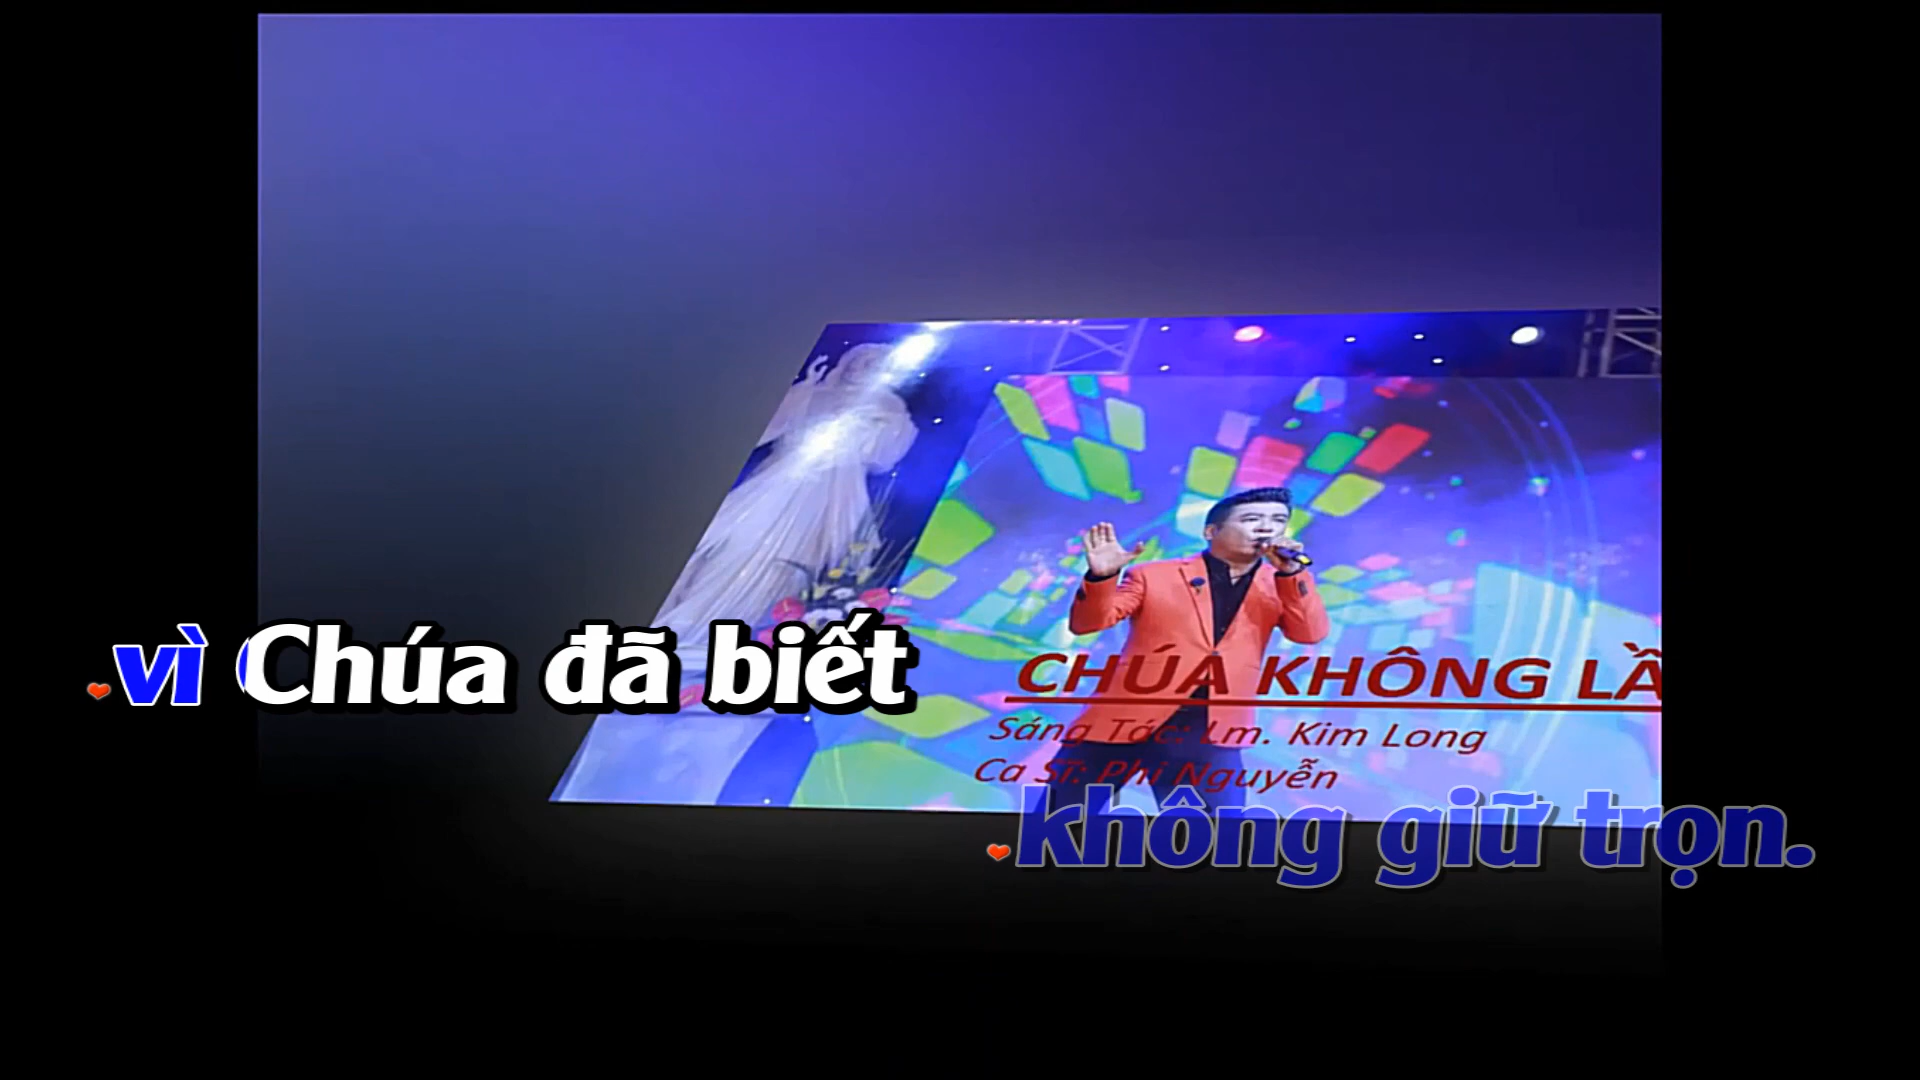 vì Chúa đã biết
CHÚA KHÔNG LẦ
Sáng Tác: Lm. Kim Long
Ca Sĩ: Phi Nguyễn
không giữ trọn.